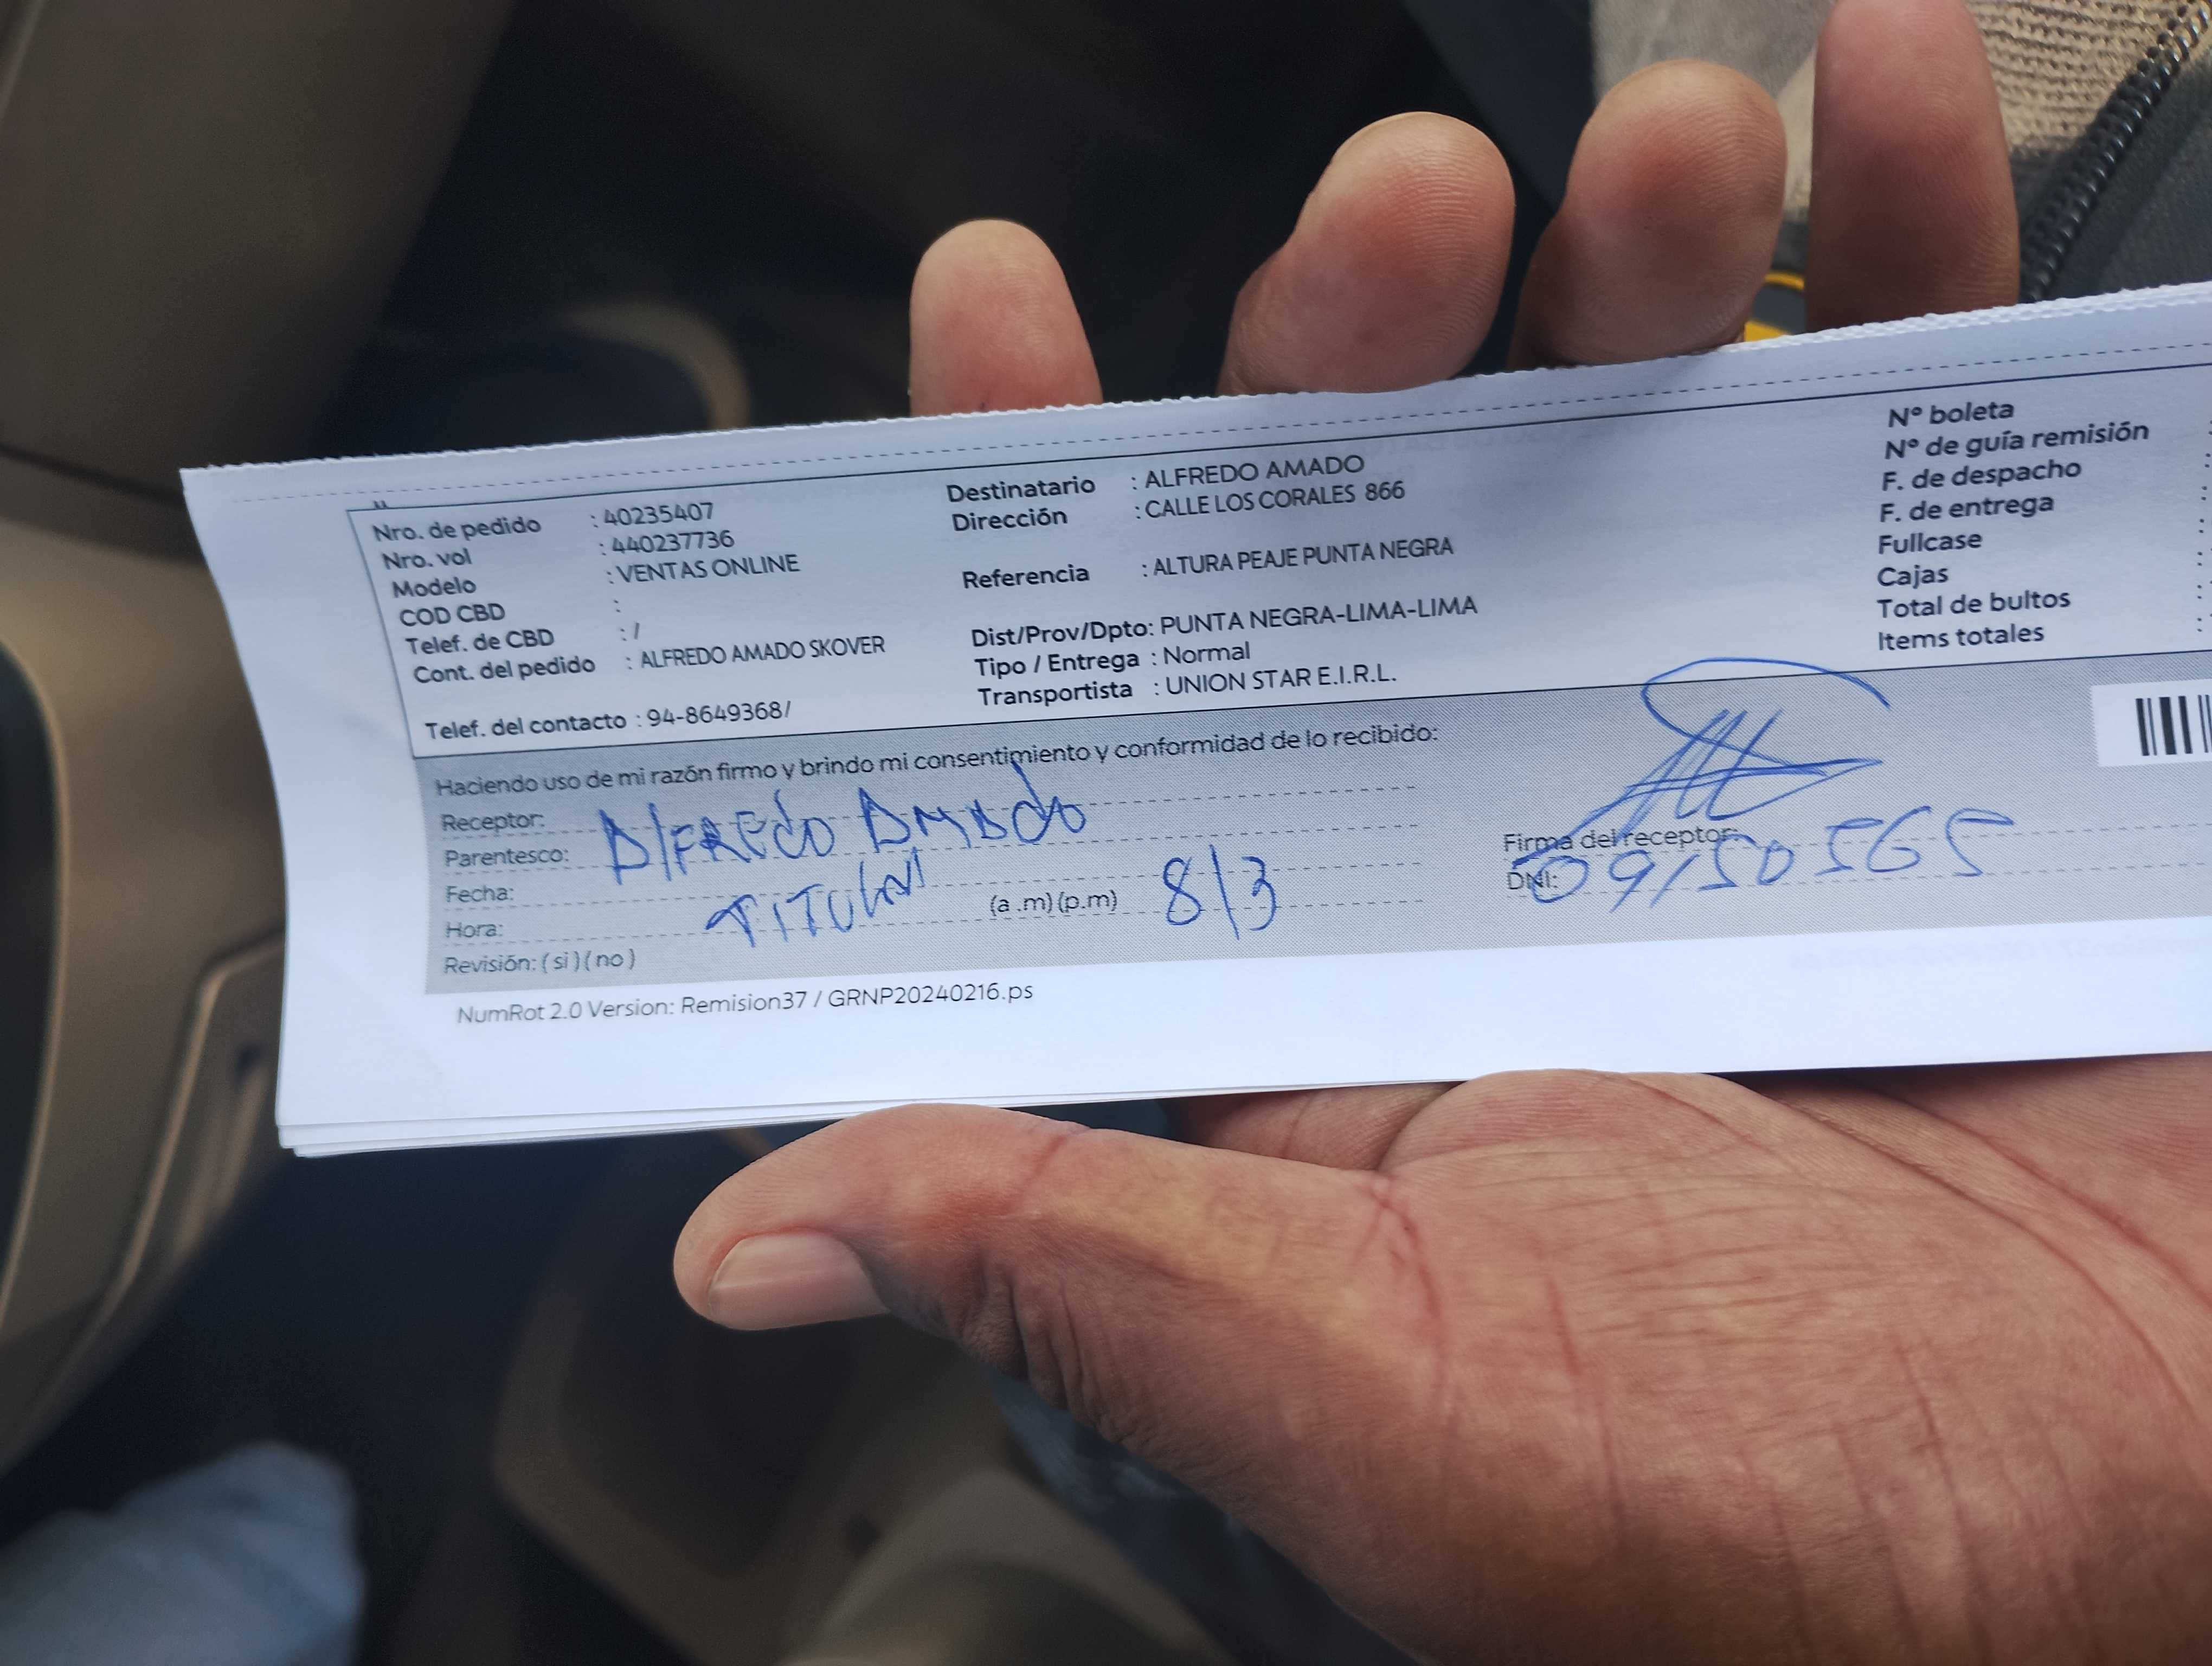 Nro. de pedido : 40235407
Nro. vol : 440237736
Modelo : VENTAS ONLINE
COD CBD :
Telef. de CBD : /
Cont. del pedido : ALFREDO AMADO SKOVER
Telef. del contacto : 94-8649368/
Destinatario : ALFREDO AMADO
Dirección : CALLE LOS CORALES 866
Referencia : ALTURA PEAJE PUNTA NEGRA
Dist/Prov/Dpto: PUNTA NEGRA-LIMA-LIMA
Tipo / Entrega : Normal
Transportista : UNION STAR E.I.R.L.
N° boleta
N° de guía remisión
F. de despacho
F. de entrega
Fullcase
Cajas
Total de bultos
Items totales
Haciendo uso de mi razón firmo y brindo mi consentimiento y conformidad de lo recibido:
Receptor: AlFREdo AMAdo
Parentesco:
Fecha: TITULAR
Hora: (a .m) (p.m) 8/3
Revisión: ( si ) ( no )
Firma del receptor:
DNI: 09150565
NumRot 2.0 Version: Remision37 / GRNP20240216.ps